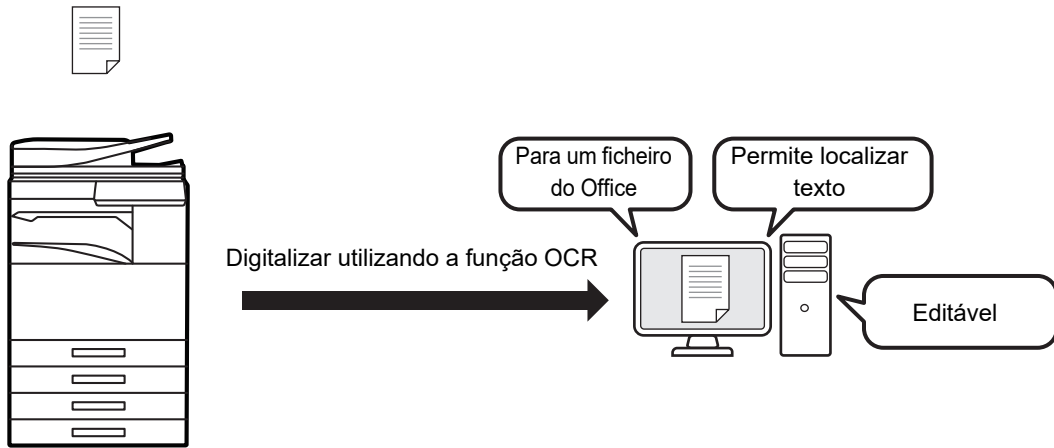 Para um ficheiro
do Office
Permite localizar
texto
Digitalizar utilizando a função OCR
Editável